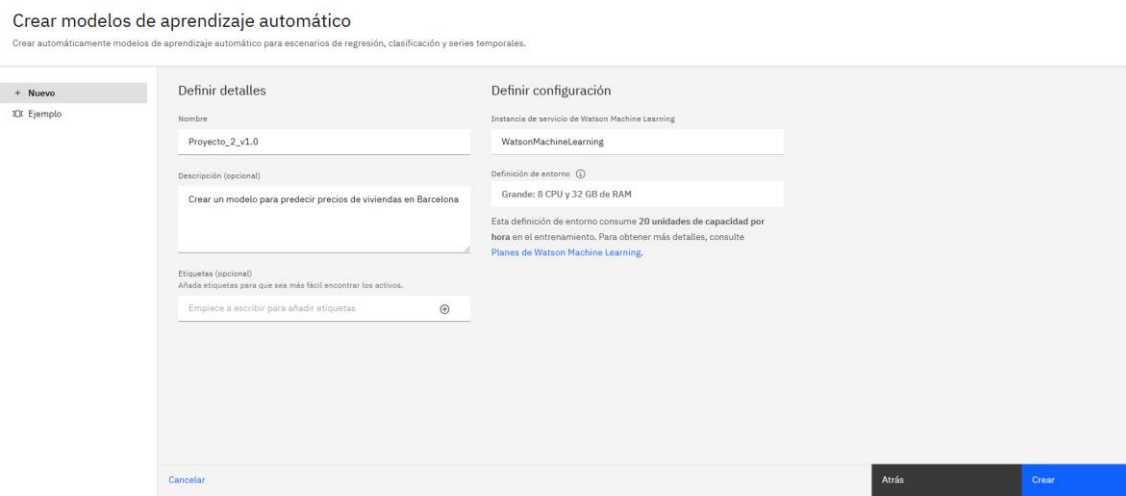 Crear modelos de aprendizaje automático
Crear automáticamente modelos de aprendizaje automático para escenarios de regresión, clasificación y series temporales.
+ Nuevo
Ejemplo
Definir detalles
Nombre
Proyecto_2_v1.0
Descripción (opcional)
Crear un modelo para predecir precios de viviendas en Barcelona
Etiquetas (opcional)
Añada etiquetas para que sea más fácil encontrar los activos.
Empiece a escribir para añadir etiquetas
Definir configuración
Instancia de servicio de Watson Machine Learning
WatsonMachineLearning
Definición de entorno
Grande: 8 CPU y 32 GB de RAM
Esta definición de entorno consume 20 unidades de capacidad por
hora en el entrenamiento. Para obtener más detalles, consulte
Planes de Watson Machine Learning.
Cancelar
Atrás
Crear